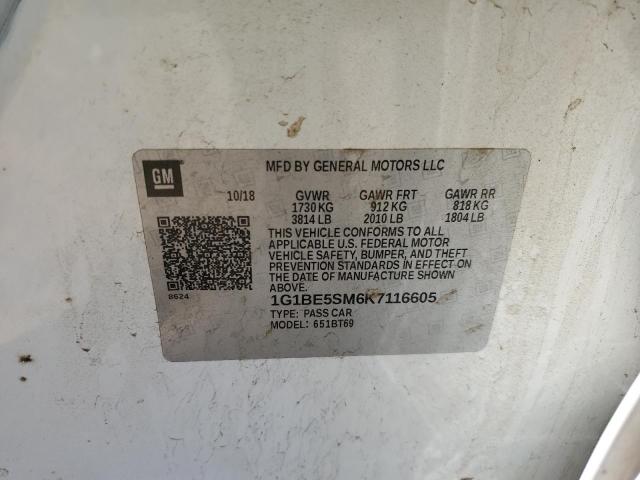 GM
MFD BY GENERAL MOTORS LLC
10/18 GVWR GAWR FRT GAWR RR
1730 KG 912 KG 818 KG
3814 LB 2010 LB 1804 LB
THIS VEHICLE CONFORMS TO ALL
APPLICABLE U.S. FEDERAL MOTOR
VEHICLE SAFETY, BUMPER, AND THEFT
PREVENTION STANDARDS IN EFFECT ON
THE DATE OF MANUFACTURE SHOWN
ABOVE.
8624
1G1BE5SM6K7116605
TYPE: PASS CAR
MODEL: 651BT69